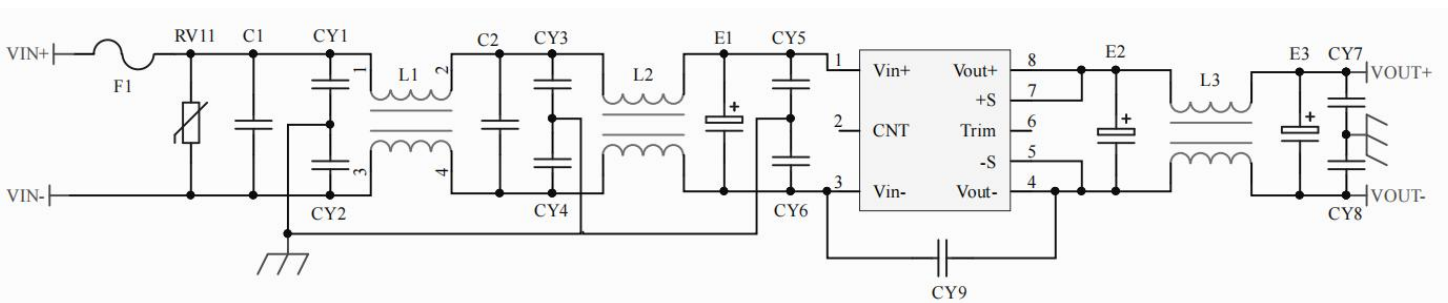 RV11 C1 CY1 C2 CY3 E1 CY5 E2 E3 CY7
VIN+ F1 1 L1 2 L2 + 1 Vin+ Vout+ 8 L3 VOUT+
+S 7
+ + +
2 CNT Trim 6
-S 5
3 4
VIN- CY2 CY4 CY6 3 Vin- Vout- 4 CY8 VOUT-
CY9